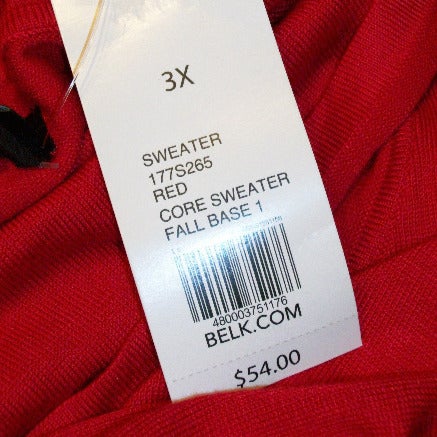 3X
SWEATER
177S265
RED
CORE SWEATER
FALL BASE 1
480003751176
BELK.COM
$54.00